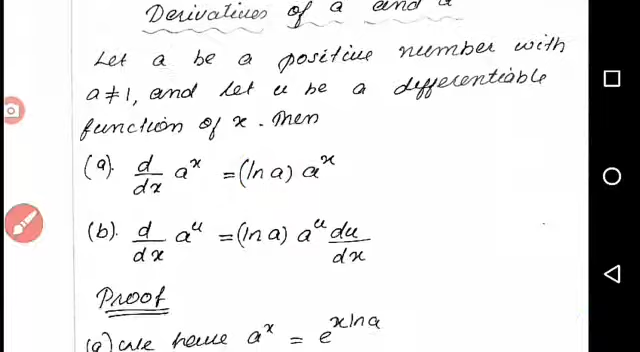 Derivatives of a and a
Let a be a positive number with
a ≠ 1, and let u be a differentiable
function of x. Then
(a). d/dx a^x = (ln a) a^x
(b). d/dx a^u = (ln a) a^u du/dx
Proof
(a) We have a^x = e^{x ln a}